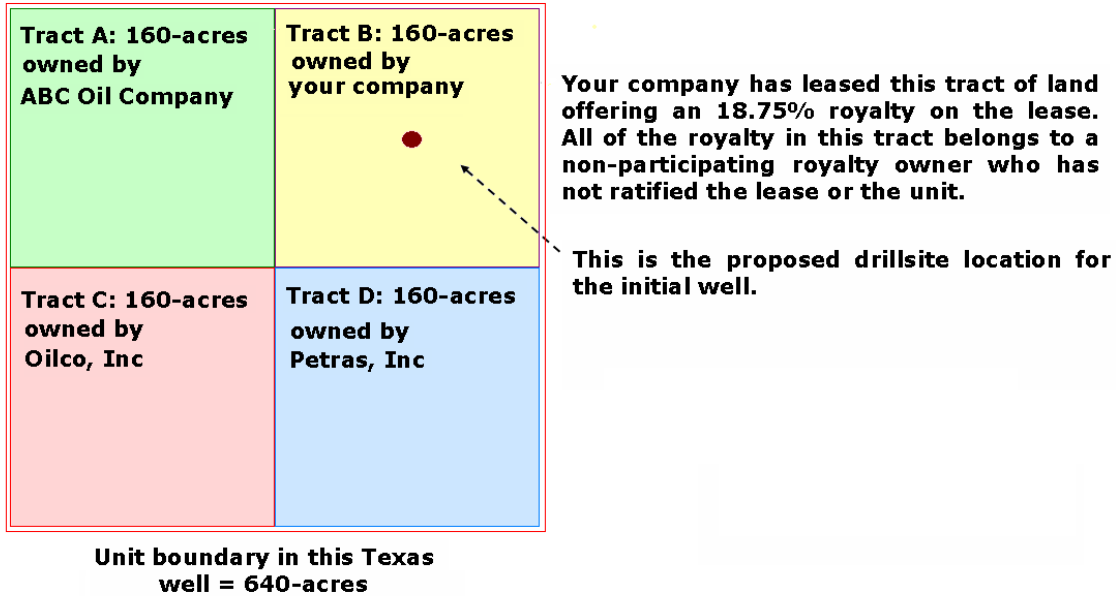 Tract A: 160-acres
owned by
ABC Oil Company
Tract B: 160-acres
owned by
your company
Your company has leased this tract of land
offering an 18.75% royalty on the lease.
All of the royalty in this tract belongs to a
non-participating royalty owner who has
not ratified the lease or the unit.
This is the proposed drillsite location for
the initial well.
Tract C: 160-acres
owned by
Oilco, Inc
Tract D: 160-acres
owned by
Petras, Inc
Unit boundary in this Texas
well = 640-acres